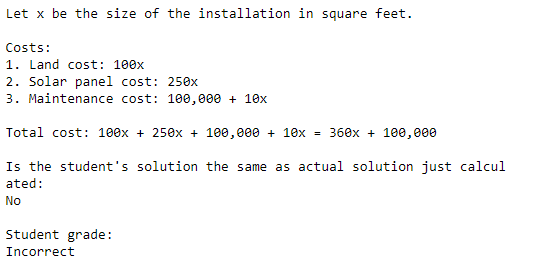 Let x be the size of the installation in square feet.
Costs:
1. Land cost: 100x
2. Solar panel cost: 250x
3. Maintenance cost: 100,000 + 10x
Total cost: 100x + 250x + 100,000 + 10x = 360x + 100,000
Is the student's solution the same as actual solution just calcul
ated:
No
Student grade:
Incorrect